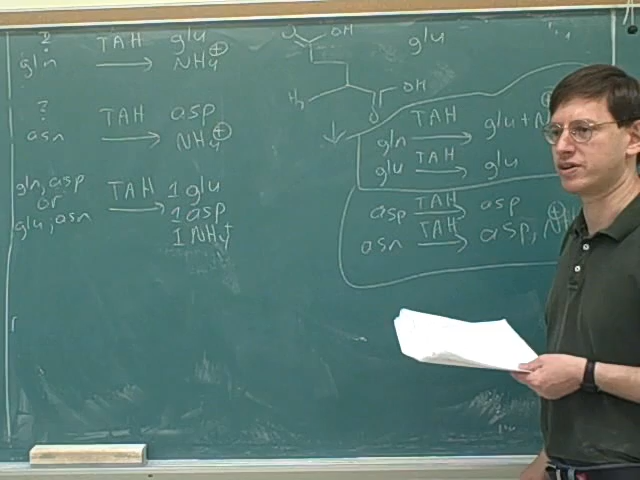 ? TAH glu
gln ⟶ NH4⊕
? TAH asp
asn ⟶ NH4⊕
gln, asp TAH 1 glu
or ⟶ 1 asp
glu, asn 1 NH4+
O OH glu
OH
O
TAH
gln ⟶ glu + N
TAH
glu ⟶ glu
TAH
asp ⟶ asp
TAH
asn ⟶ asp, NH